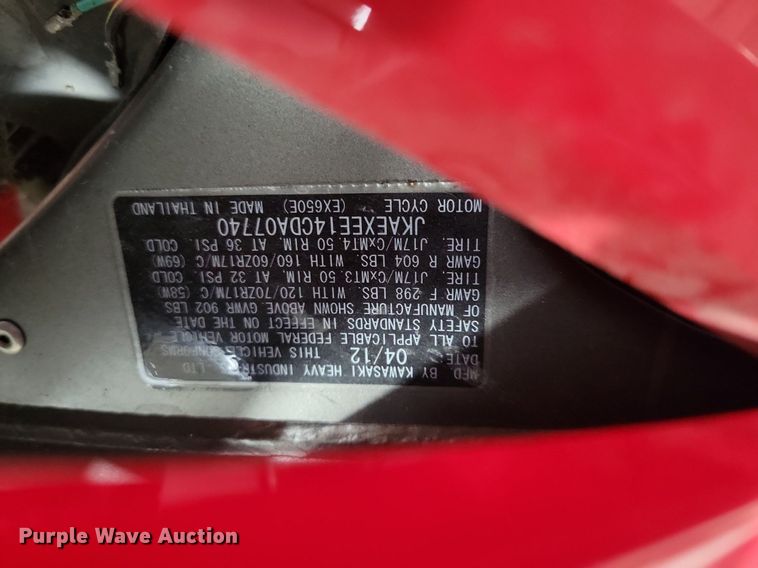 MFD. BY KAWASAKI HEAVY INDUSTR LTD
DATE: 04/12 THIS VEHICLE CONFORMS
TO ALL APPLICABLE FEDERAL MOTOR VEHICLE
SAFETY STANDARDS IN EFFECT ON THE DATE
OF MANUFACTURE SHOWN ABOVE GVWR 902 LBS
GAWR F 298 LBS. WITH 120/70ZR17M/C (58W)
TIRE. J17M/CxMT3.50 RIM. AT 32 PSI. COLD
GAWR R 604 LBS. WITH 160/60ZR17M/C (69W)
TIRE. J17M/CxMT4.50 RIM. AT 36 PSI. COLD
JKAEXEE14CDA07740
MOTOR CYCLE (EX650E) MADE IN THAILAND
Purple Wave Auction